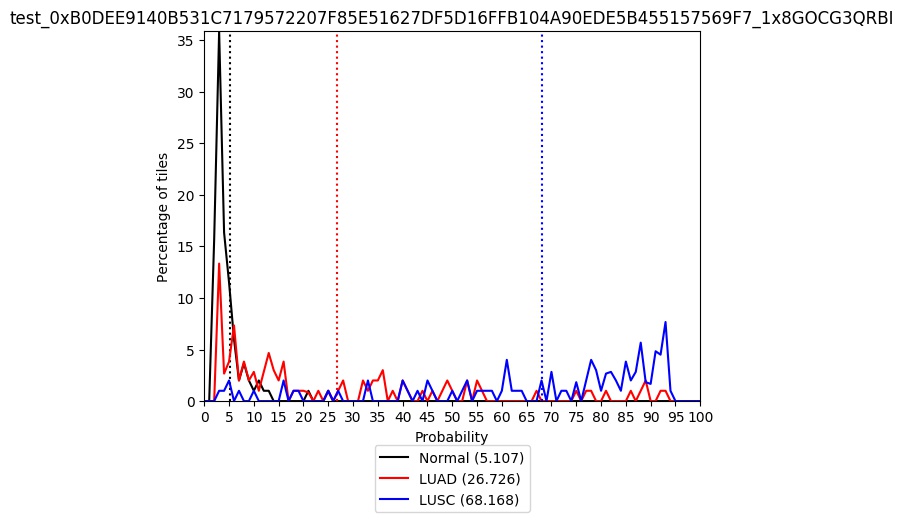 test_0xB0DEE9140B531C7179572207F85E51627DF5D16FFB104A90EDE5B455157569F7_1x8GOCG3QRBI
35
30
25
20
15
10
5
0
Percentage of tiles
0 5 10 15 20 25 30 35 40 45 50 55 60 65 70 75 80 85 90 95 100
Probability
Normal (5.107)
LUAD (26.726)
LUSC (68.168)